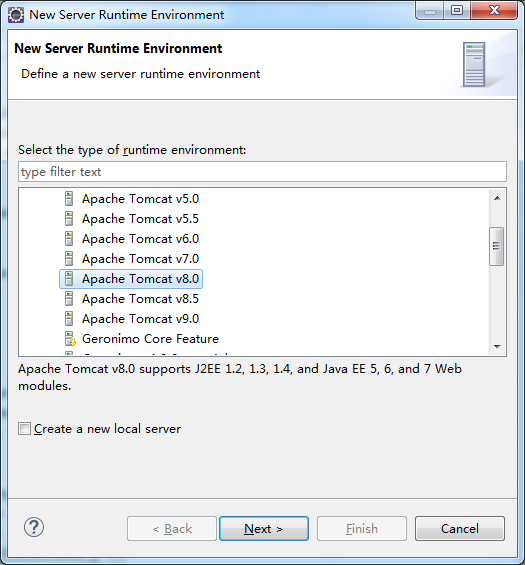 New Server Runtime Environment
New Server Runtime Environment
Define a new server runtime environment
Select the type of runtime environment:
type filter text
Apache Tomcat v5.0
Apache Tomcat v5.5
Apache Tomcat v6.0
Apache Tomcat v7.0
Apache Tomcat v8.0
Apache Tomcat v8.5
Apache Tomcat v9.0
Geronimo Core Feature
Apache Tomcat v8.0 supports J2EE 1.2, 1.3, 1.4, and Java EE 5, 6, and 7 Web
modules.
Create a new local server
? < Back Next > Finish Cancel